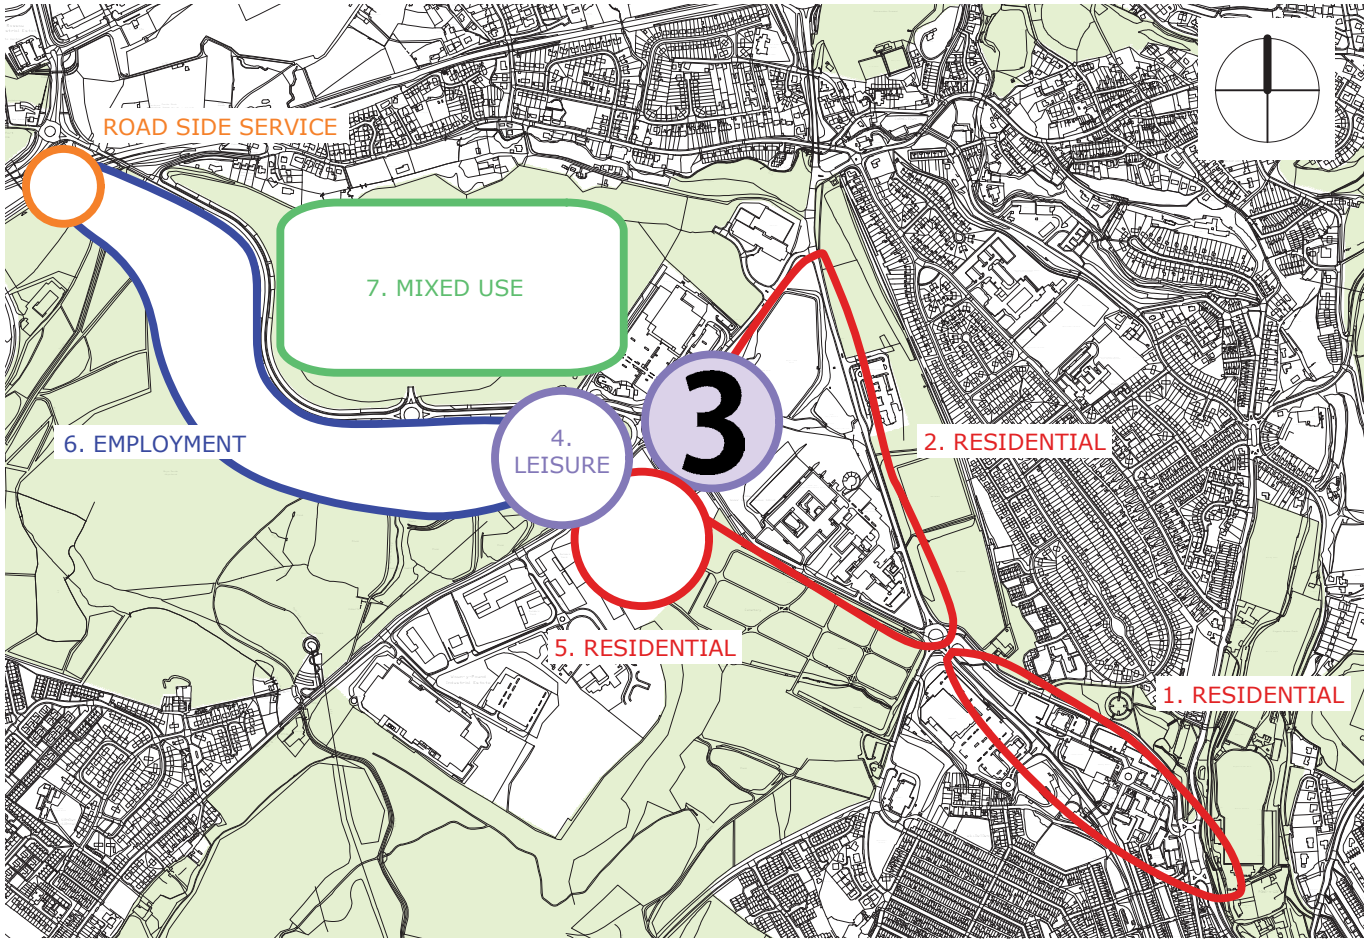 ROAD SIDE SERVICE
7. MIXED USE
3
4.
LEISURE
6. EMPLOYMENT
2. RESIDENTIAL
5. RESIDENTIAL
1. RESIDENTIAL